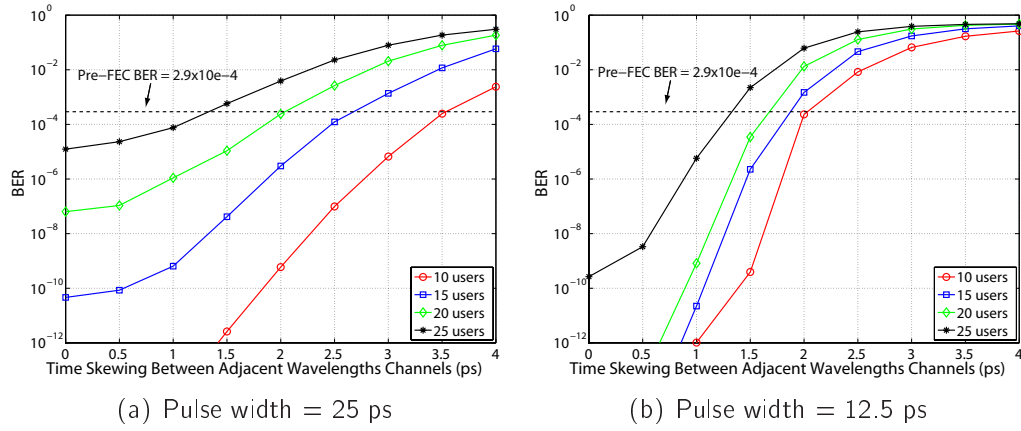 10^0
10^−2
10^−4
10^−6
10^−8
10^−10
10^−12
BER
Pre−FEC BER = 2.9x10e−4
10 users
15 users
20 users
25 users
0 0.5 1 1.5 2 2.5 3 3.5 4
Time Skewing Between Adjacent Wavelengths Channels (ps)
(a) Pulse width = 25 ps
10^0
10^−2
10^−4
10^−6
10^−8
10^−10
10^−12
BER
Pre−FEC BER = 2.9x10e−4
10 users
15 users
20 users
25 users
0 0.5 1 1.5 2 2.5 3 3.5 4
Time Skewing Between Adjacent Wavelengths Channels (ps)
(b) Pulse width = 12.5 ps